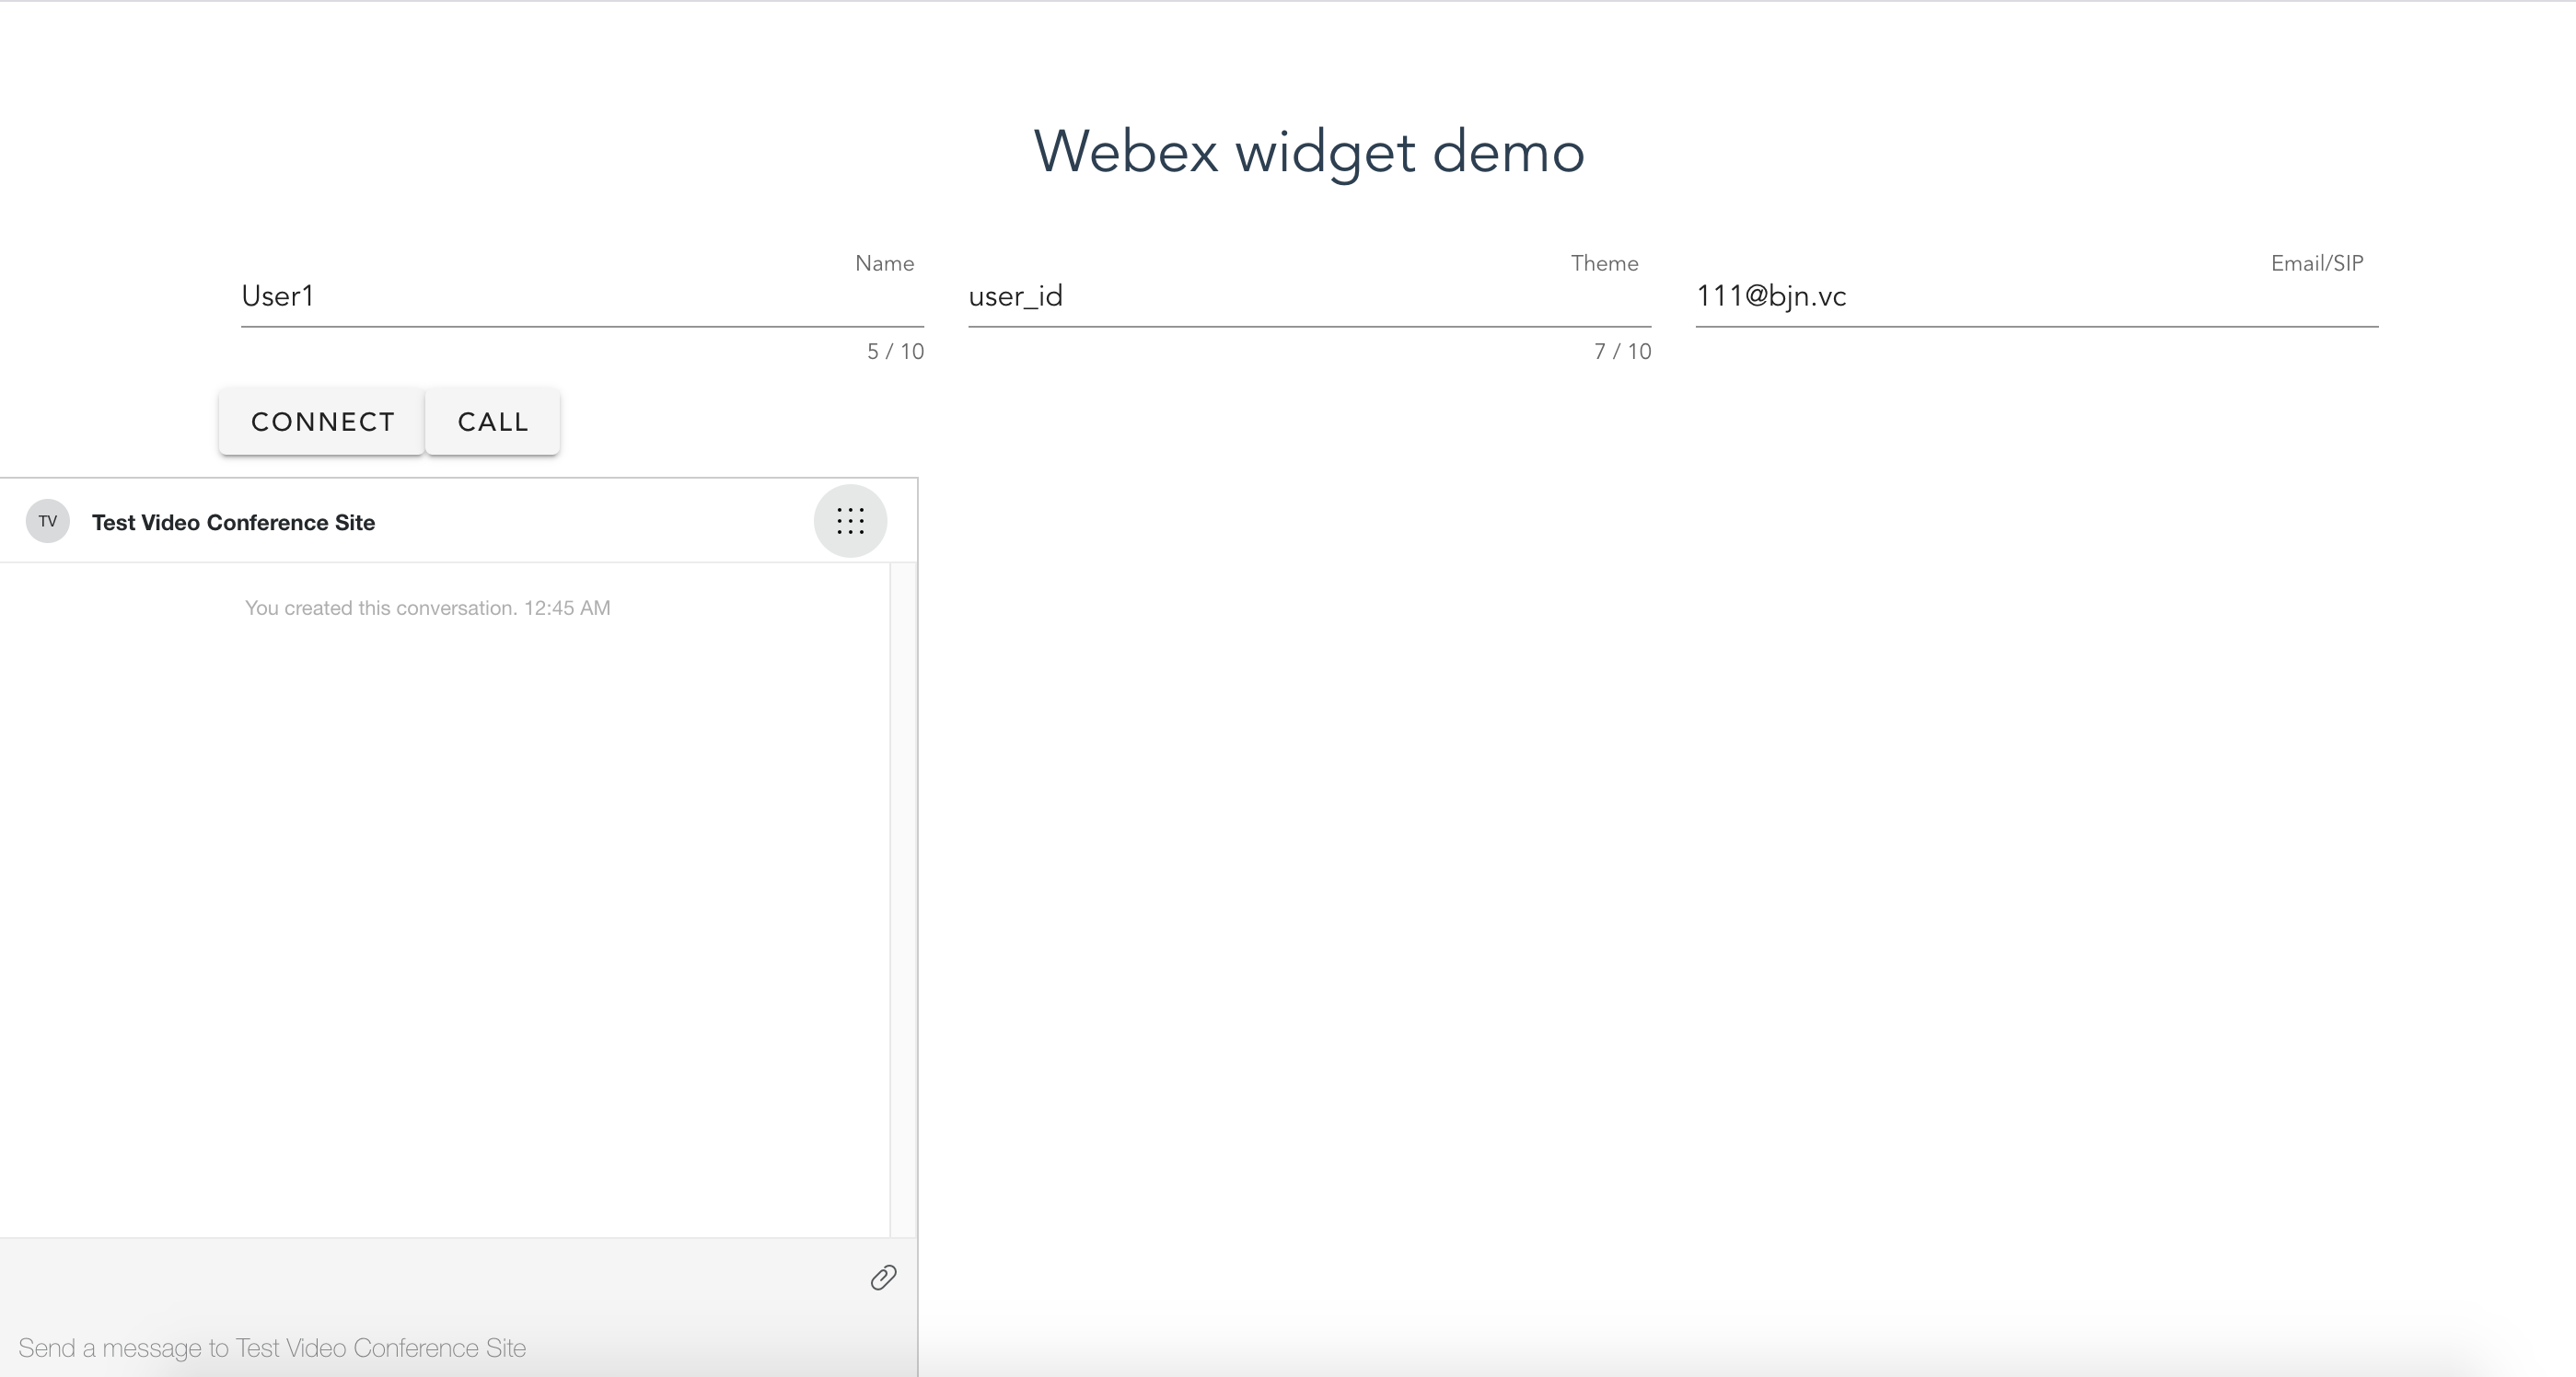 Webex widget demo
Name
User1
5 / 10
Theme
user_id
7 / 10
Email/SIP
111@bjn.vc
CONNECT
CALL
TV
Test Video Conference Site
You created this conversation. 12:45 AM
Send a message to Test Video Conference Site